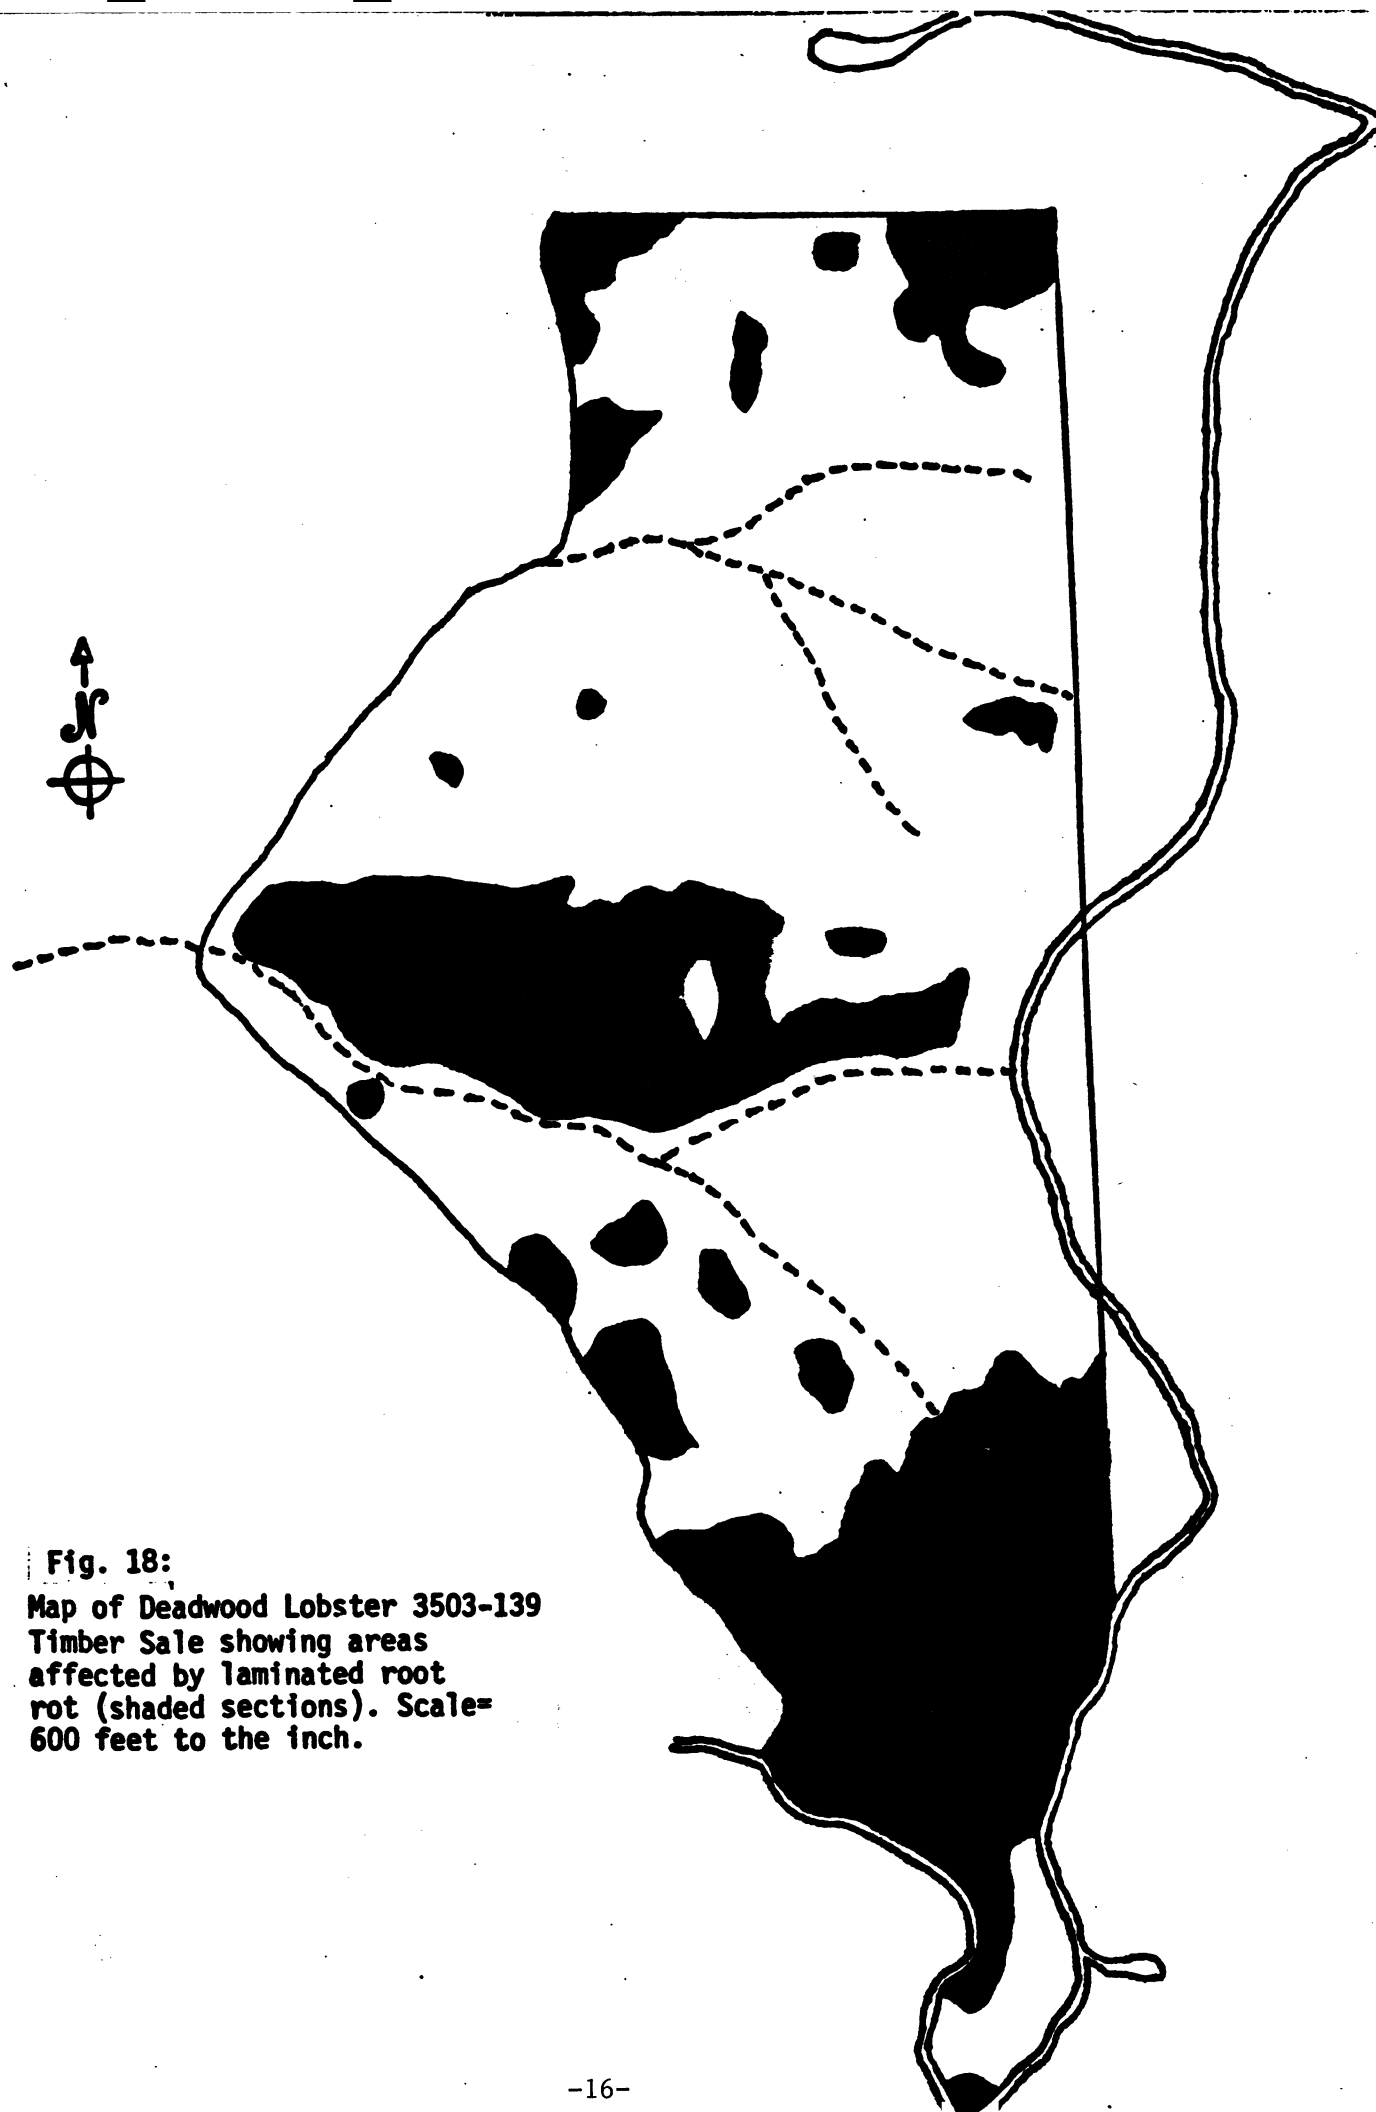 N
Fig. 18:
Map of Deadwood Lobster 3503-139
Timber Sale showing areas
affected by laminated root
rot (shaded sections). Scale=
600 feet to the inch.
-16-